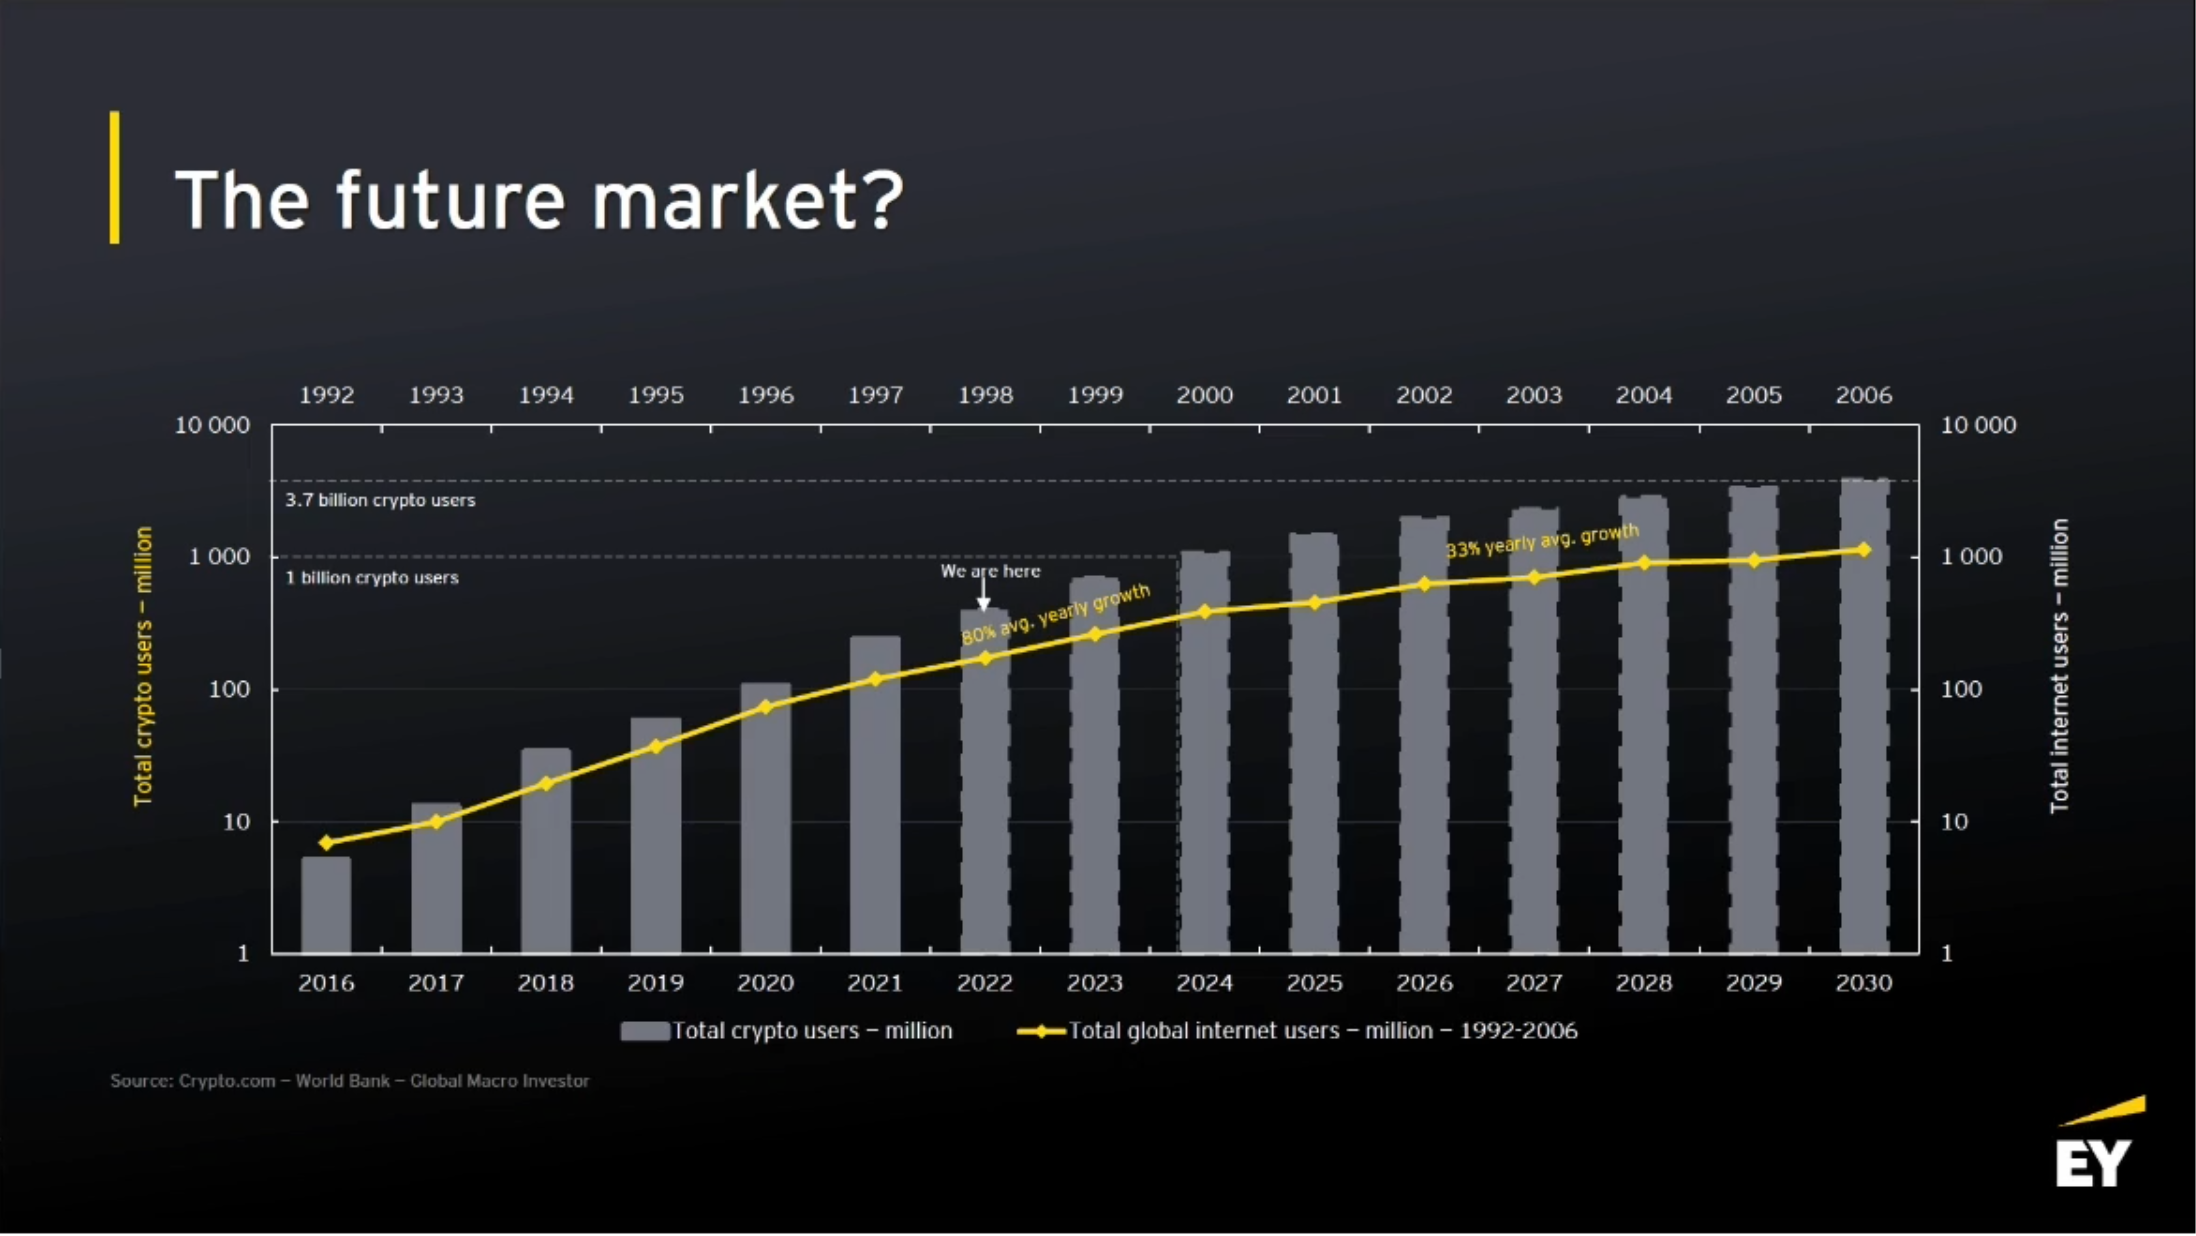 The future market?
1992 1993 1994 1995 1996 1997 1998 1999 2000 2001 2002 2003 2004 2005 2006
10 000
10 000
3.7 billion crypto users
33% yearly avg. growth
1 000
1 000
We are here
1 billion crypto users
80% avg. yearly growth
Total crypto users – million
Total internet users – million
100
100
10
10
1
1
2016 2017 2018 2019 2020 2021 2022 2023 2024 2025 2026 2027 2028 2029 2030
Total crypto users – million
Total global internet users – million – 1992-2006
Source: Crypto.com – World Bank – Global Macro Investor
EY